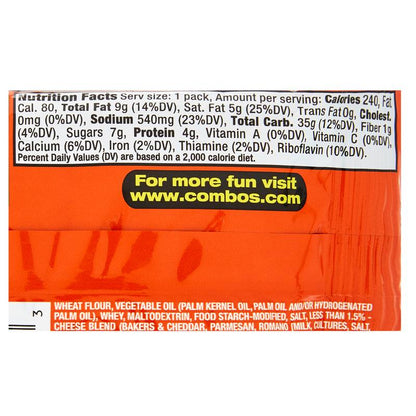 Nutrition Facts Serv size: 1 pack, Amount per serving: Calories 240, Fat
Cal. 80, Total Fat 9g (14%DV), Sat. Fat 5g (25%DV), Trans Fat 0g, Cholest.
0mg (0%DV), Sodium 540mg (23%DV), Total Carb. 35g (12%DV), Fiber 1g
(4%DV), Sugars 7g, Protein 4g, Vitamin A (0%DV), Vitamin C (0%DV),
Calcium (6%DV), Iron (2%DV), Thiamine (2%DV), Riboflavin (10%DV).
Percent Daily Values (DV) are based on a 2,000 calorie diet.
For more fun visit
www.combos.com
WHEAT FLOUR, VEGETABLE OIL (PALM KERNEL OIL, PALM OIL AND/OR HYDROGENATED
PALM OIL), WHEY, MALTODEXTRIN, FOOD STARCH-MODIFIED, SALT, LESS THAN 1.5% -
CHEESE BLEND (BAKERS & CHEDDAR, PARMESAN, ROMANO [MILK, CULTURES, SALT,
3